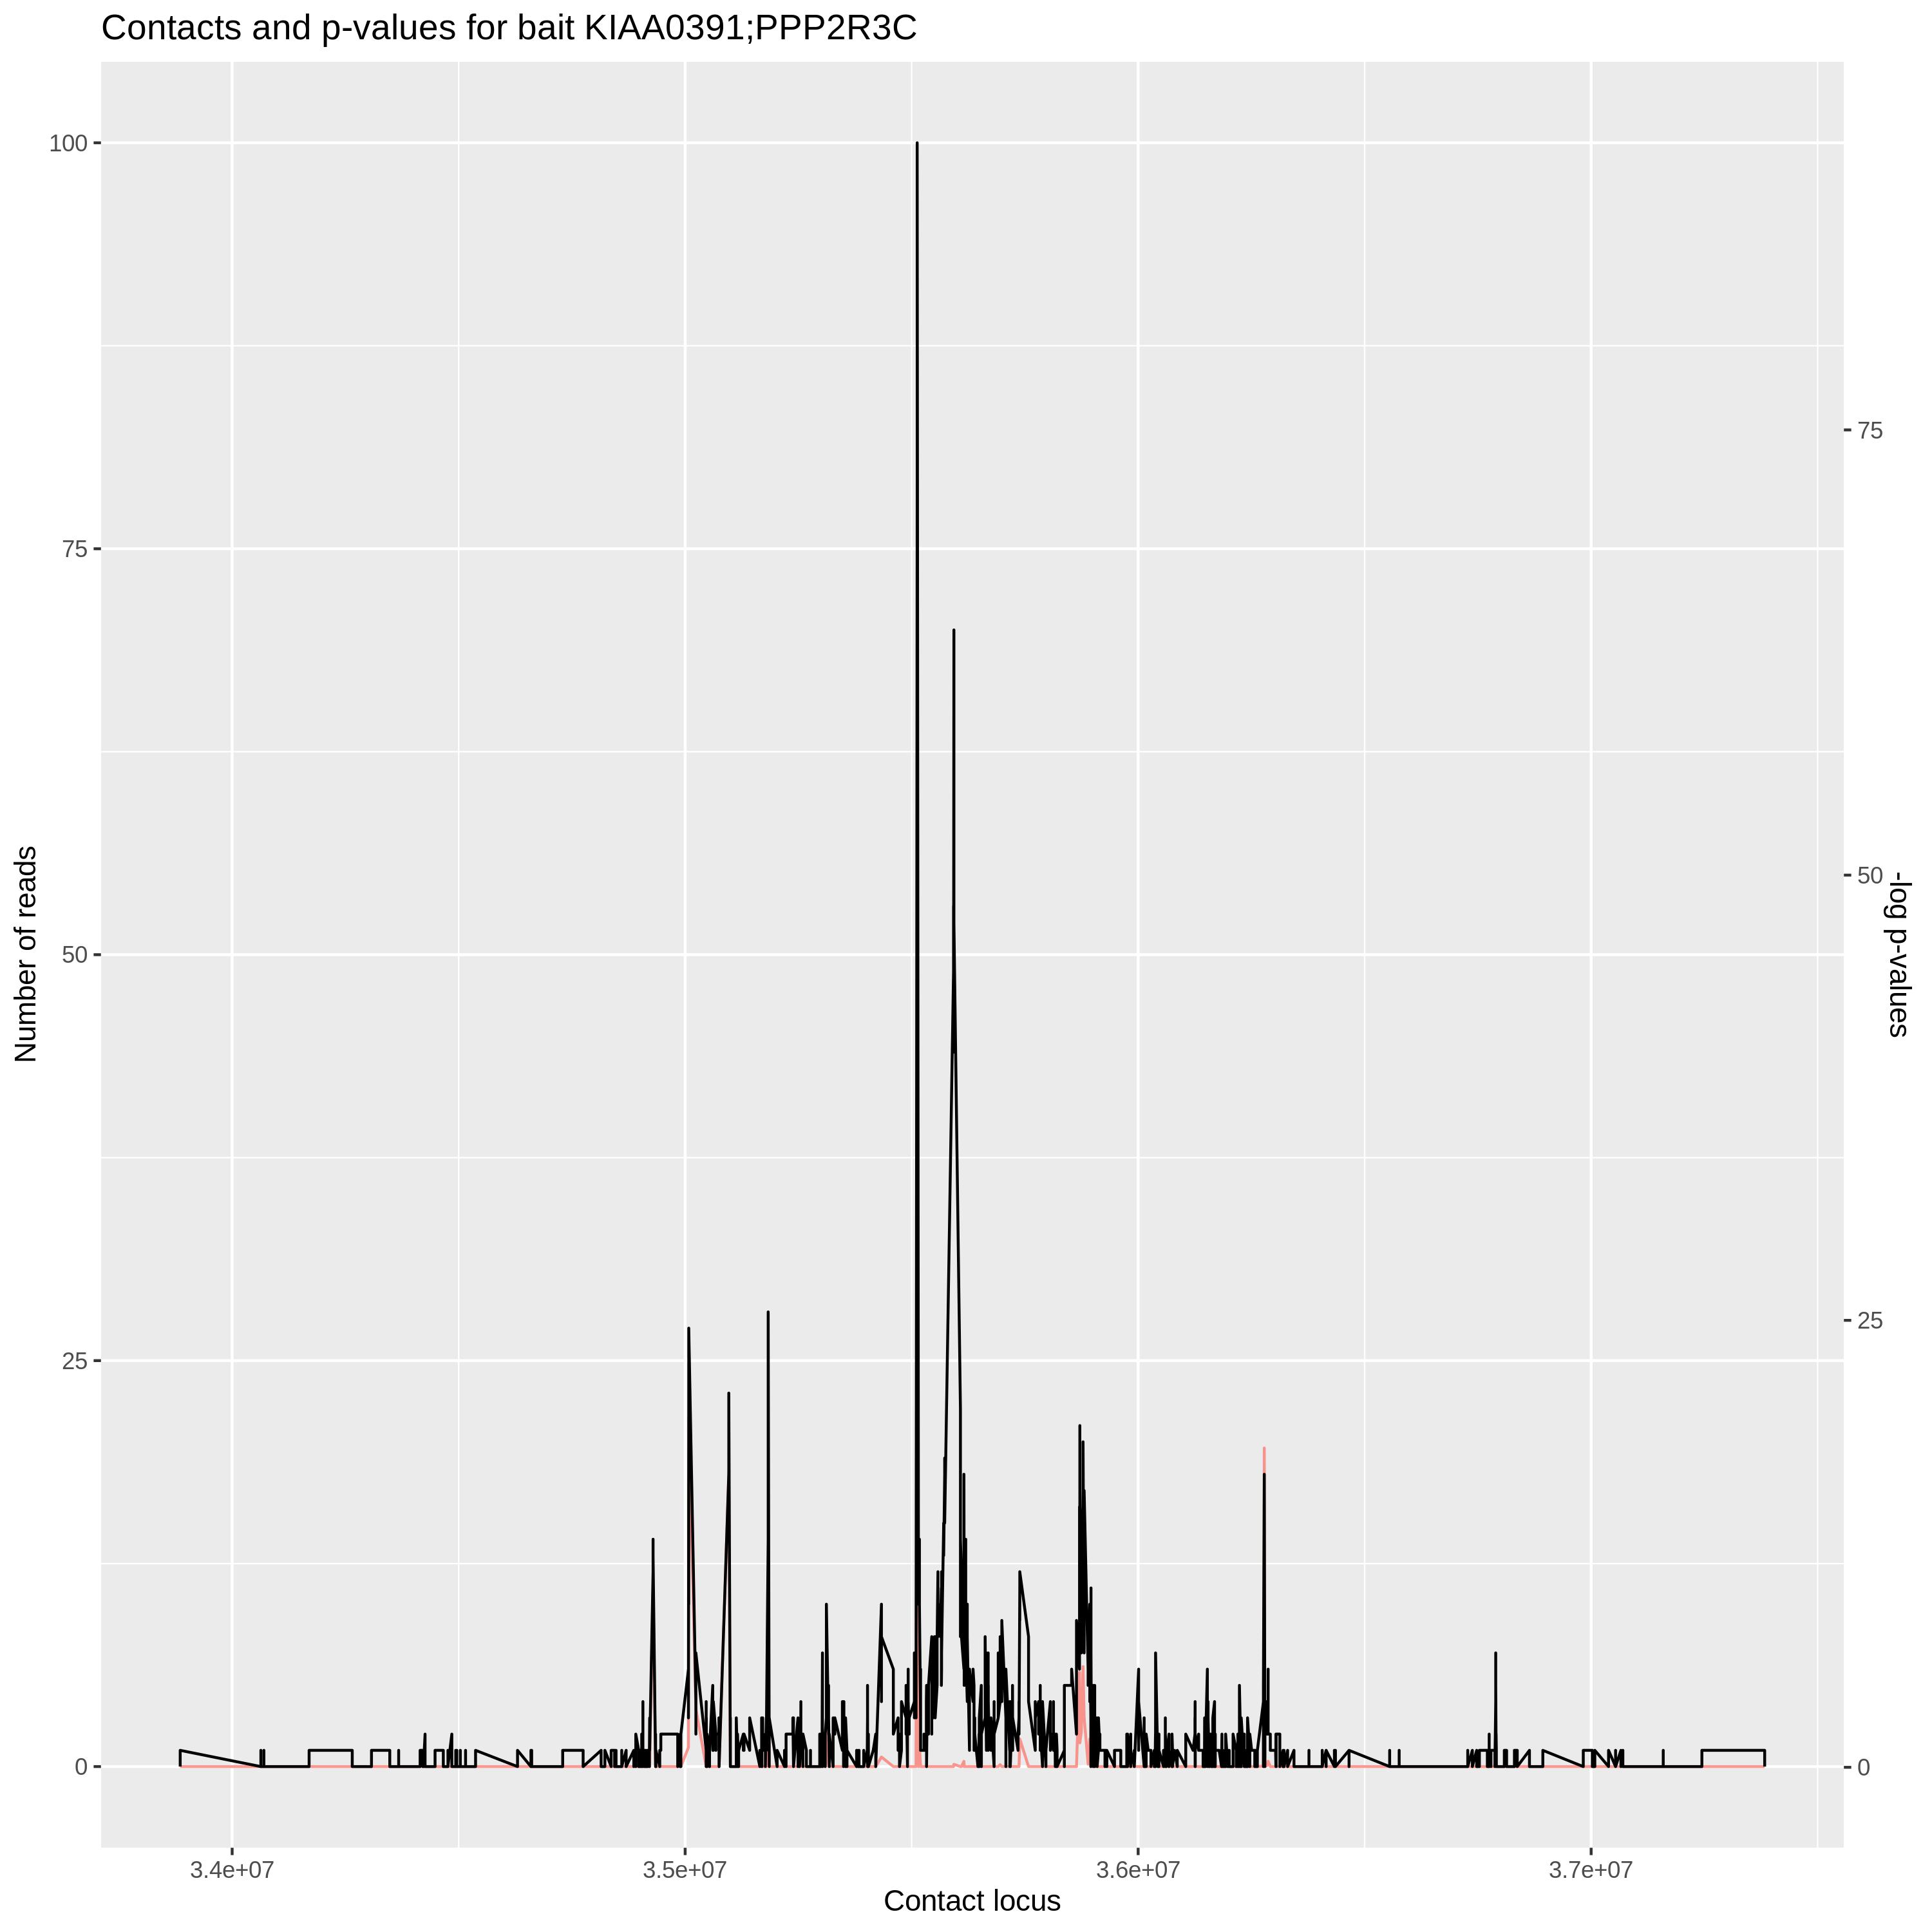 Contacts and p-values for bait KIAA0391;PPP2R3C
100
75
50
25
0
Number of reads
75
50
25
0
-log p-values
3.4e+07
3.5e+07
3.6e+07
3.7e+07
Contact locus